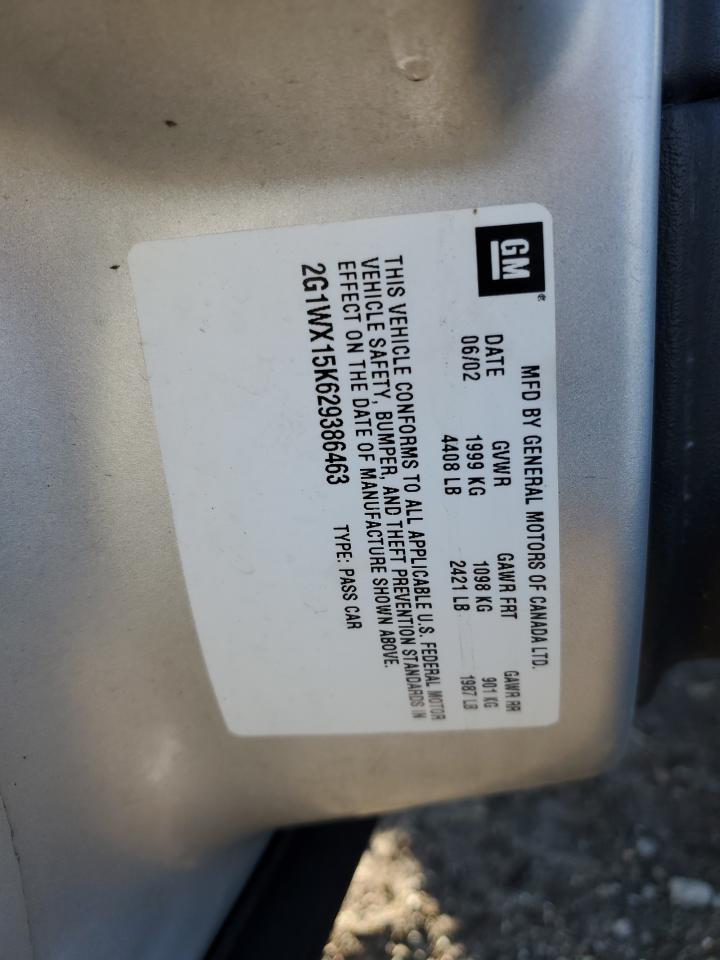 GM®
MFD BY GENERAL MOTORS OF CANADA LTD.
DATE GVWR GAWR FRT GAWR RR
06/02 1999 KG 1098 KG 901 KG
4408 LB 2421 LB 1987 LB
THIS VEHICLE CONFORMS TO ALL APPLICABLE U.S. FEDERAL MOTOR
VEHICLE SAFETY, BUMPER, AND THEFT PREVENTION STANDARDS IN
EFFECT ON THE DATE OF MANUFACTURE SHOWN ABOVE.
2G1WX15K629386463 TYPE: PASS CAR